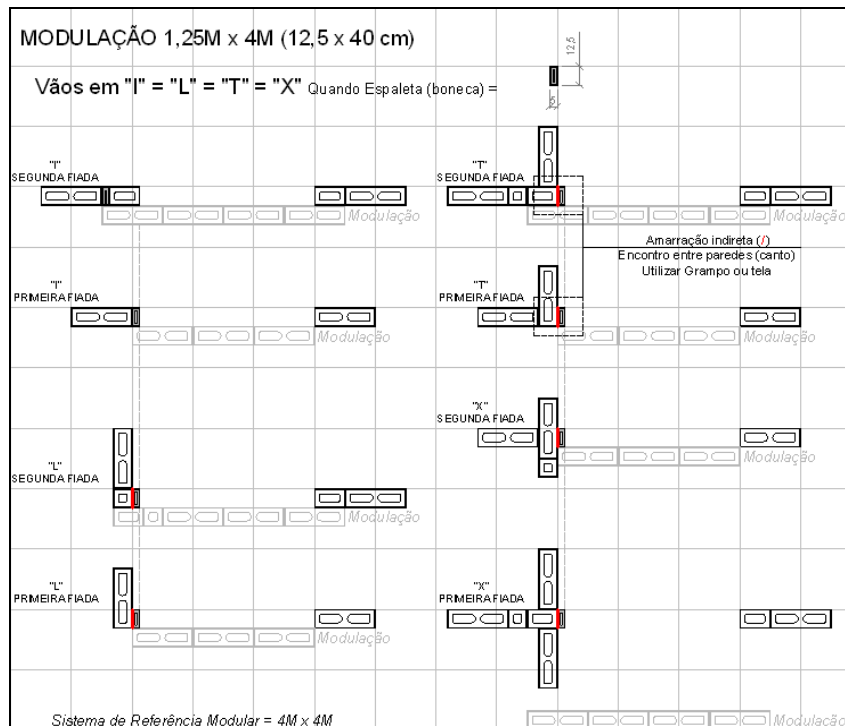 MODULAÇÃO 1,25M x 4M (12,5 x 40 cm)
12,5
Vãos em "I" = "L" = "T" = "X" Quando Espaleta (boneca) =
"I"
SEGUNDA FIADA
Modulação
"T"
SEGUNDA FIADA
Modulação
Amarração indireta (/)
Encontro entre paredes (canto)
Utilizar Grampo ou tela
"I"
PRIMEIRA FIADA
Modulação
"T"
PRIMEIRA FIADA
Modulação
"X"
SEGUNDA FIADA
Modulação
"L"
SEGUNDA FIADA
Modulação
"L"
PRIMEIRA FIADA
Modulação
"X"
PRIMEIRA FIADA
Sistema de Referência Modular = 4M x 4M
Modulação